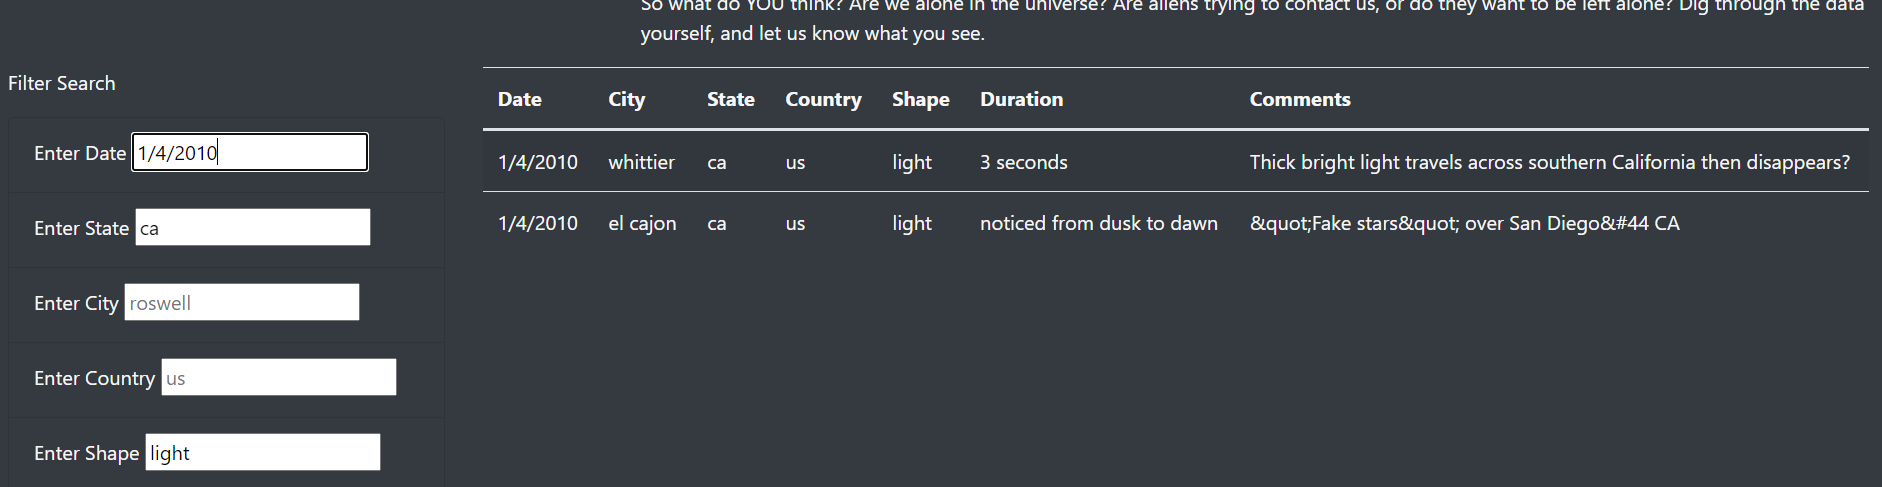 So what do YOU think? Are we alone in the universe? Are aliens trying to contact us, or do they want to be left alone? Dig through the data
yourself, and let us know what you see.
Filter Search
Enter Date 1/4/2010
Enter State ca
Enter City roswell
Enter Country us
Enter Shape light
Date City State Country Shape Duration Comments
1/4/2010 whittier ca us light 3 seconds Thick bright light travels across southern California then disappears?
1/4/2010 el cajon ca us light noticed from dusk to dawn &quot;Fake stars&quot; over San Diego&#44 CA